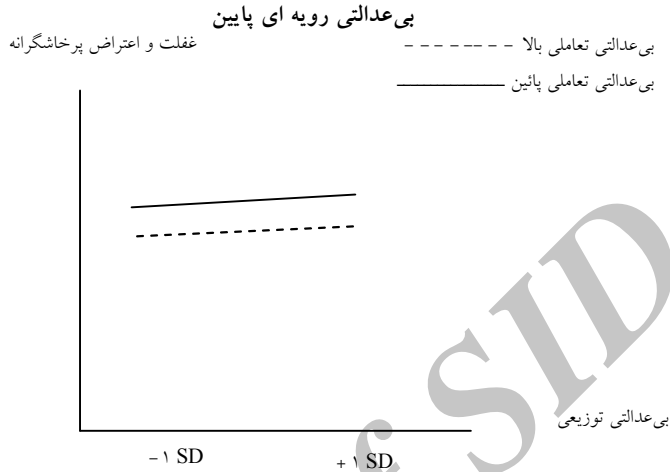 بی‌عدالتی رویه ای پایین
غفلت و اعتراض پرخاشگرانه
بی‌عدالتی تعاملی بالا
بی‌عدالتی تعاملی پائین
بی‌عدالتی توزیعی
−۱ SD
+۱ SD
f SID